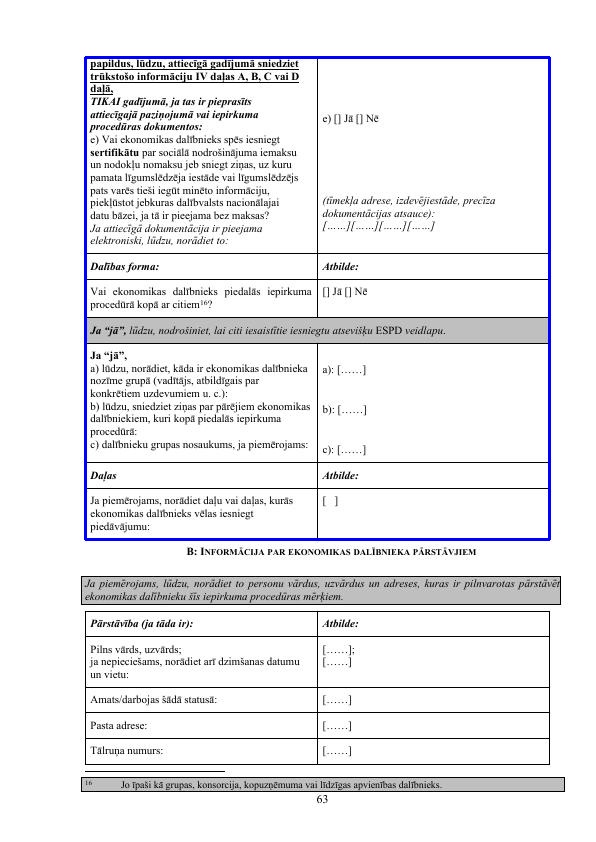 papildus, lūdzu, attiecīgā gadījumā sniedziet
trūkstošo informāciju IV daļas A, B, C vai D
daļā,
TIKAI gadījumā, ja tas ir pieprasīts
attiecīgajā paziņojumā vai iepirkuma
procedūras dokumentos:
e) Vai ekonomikas dalībnieks spēs iesniegt
sertifikātu par sociālā nodrošinājuma iemaksu
un nodokļu nomaksu jeb sniegt ziņas, uz kuru
pamata līgumslēdzēja iestāde vai līgumslēdzējs
pats varēs tieši iegūt minēto informāciju,
piekļūstot jebkuras dalībvalsts nacionālajai
datu bāzei, ja tā ir pieejama bez maksas?
Ja attiecīgā dokumentācija ir pieejama
elektroniski, lūdzu, norādiet to:
e) [] Jā [] Nē
(tīmekļa adrese, izdevējiestāde, precīza
dokumentācijas atsauce):
[……][……][……][……]
Dalības forma:
Atbilde:
Vai ekonomikas dalībnieks piedalās iepirkuma
procedūrā kopā ar citiem16?
[] Jā [] Nē
Ja “jā”, lūdzu, nodrošiniet, lai citi iesaistītie iesniegtu atsevišķu ESPD veidlapu.
Ja “jā”,
a) lūdzu, norādiet, kāda ir ekonomikas dalībnieka
nozīme grupā (vadītājs, atbildīgais par
konkrētiem uzdevumiem u. c.):
b) lūdzu, sniedziet ziņas par pārējiem ekonomikas
dalībniekiem, kuri kopā piedalās iepirkuma
procedūrā:
c) dalībnieku grupas nosaukums, ja piemērojams:
a): [……]
b): [……]
c): [……]
Daļas
Atbilde:
Ja piemērojams, norādiet daļu vai daļas, kurās
ekonomikas dalībnieks vēlas iesniegt
piedāvājumu:
[ ]
B: INFORMĀCIJA PAR EKONOMIKAS DALĪBNIEKA PĀRSTĀVJIEM
Ja piemērojams, lūdzu, norādiet to personu vārdus, uzvārdus un adreses, kuras ir pilnvarotas pārstāvēt
ekonomikas dalībnieku šīs iepirkuma procedūras mērķiem.
Pārstāvība (ja tāda ir):
Atbilde:
Pilns vārds, uzvārds;
ja nepieciešams, norādiet arī dzimšanas datumu
un vietu:
[……];
[……]
Amats/darbojas šādā statusā:
[……]
Pasta adrese:
[……]
Tālruņa numurs:
[……]
16 Jo īpaši kā grupas, konsorcija, kopuzņēmuma vai līdzīgas apvienības dalībnieks.
63